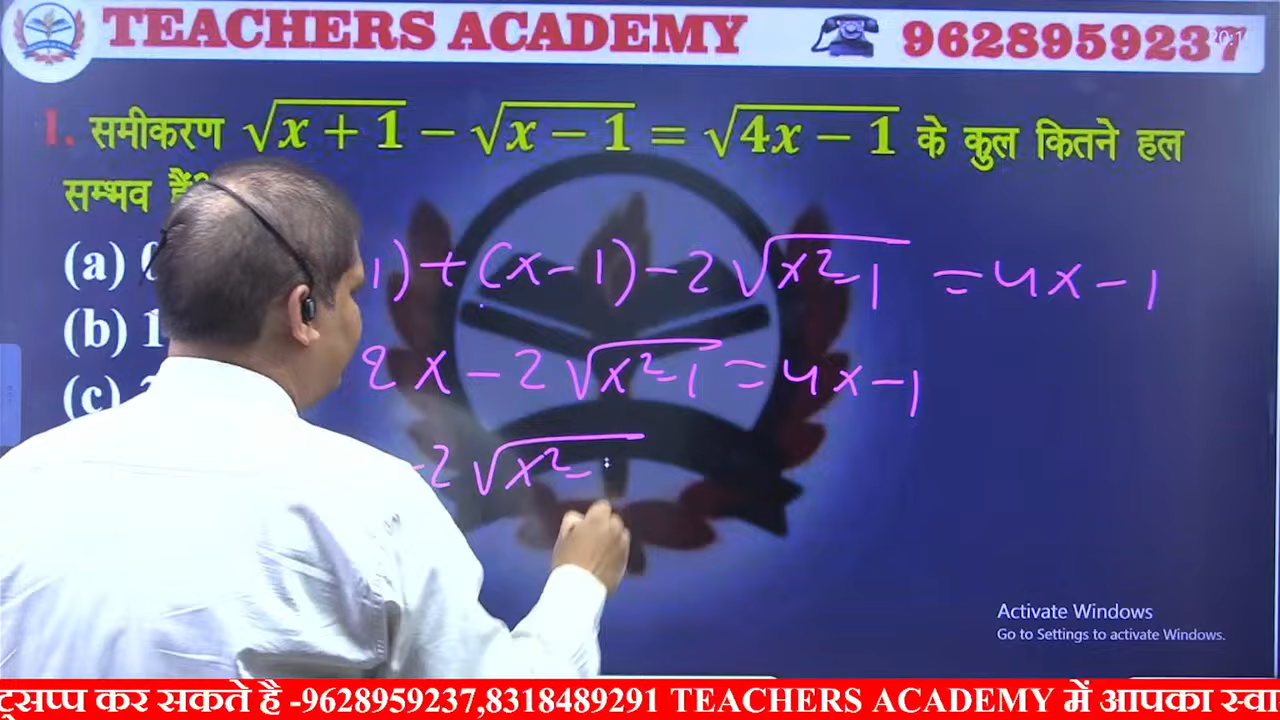 TEACHERS ACADEMY 9628959237
1. समीकरण √x + 1 − √x − 1 = √4x − 1 के कुल कितने हल
सम्भव हैं?
(a) 0
1) + (x − 1) − 2 √x² − 1 = 4x − 1
(b) 1
2x − 2 √x² − 1 = 4x − 1
(c)
−2 √x² −
Activate Windows
Go to Settings to activate Windows.
कर सकते है -9628959237,8318489291 TEACHERS ACADEMY में आपका